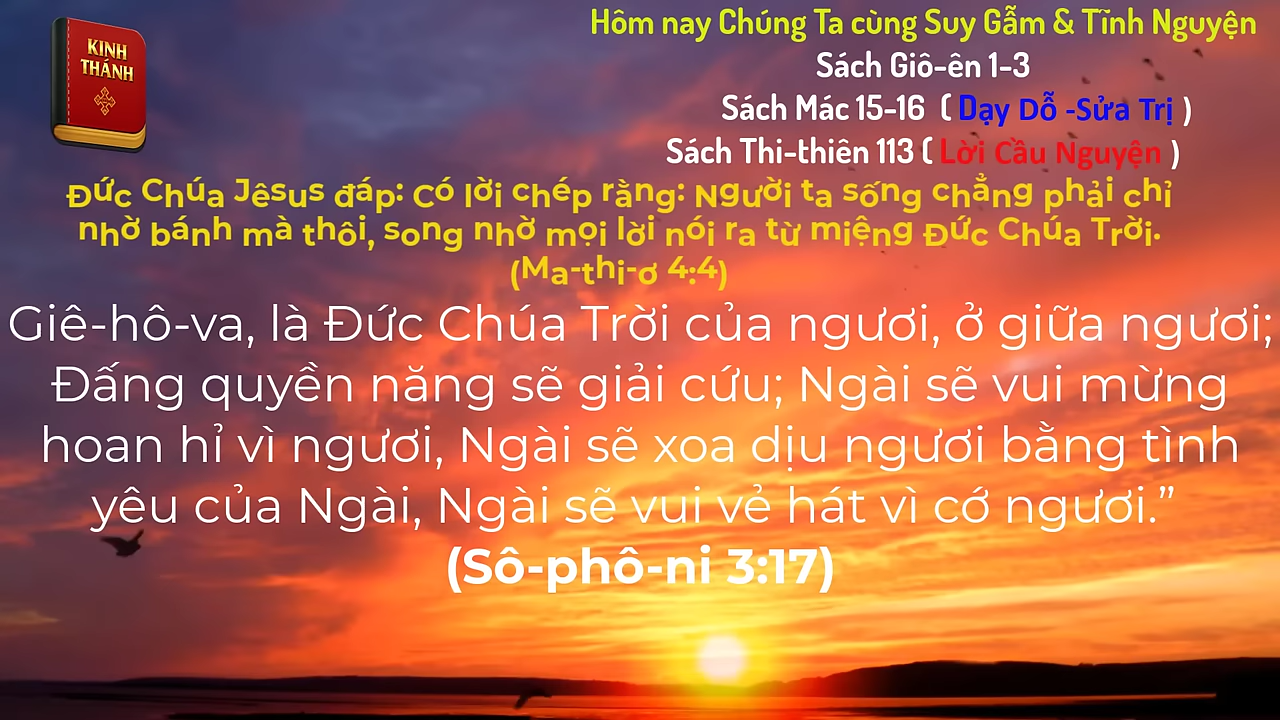 KINH
THÁNH
Hôm nay Chúng Ta cùng Suy Gẫm & Tĩnh Nguyện
Sách Giô-ên 1-3
Sách Mác 15-16 ( Dạy Dỗ -Sửa Trị )
Sách Thi-thiên 113 ( Lời Cầu Nguyện )
Đức Chúa Jêsus đáp: Có lời chép rằng: Người ta sống chẳng phải chỉ
nhờ bánh mà thôi, song nhờ mọi lời nói ra từ miệng Đức Chúa Trời.
(Ma-thi-ơ 4:4)
Giê-hô-va, là Đức Chúa Trời của ngươi, ở giữa ngươi;
Đấng quyền năng sẽ giải cứu; Ngài sẽ vui mừng
hoan hỉ vì ngươi, Ngài sẽ xoa dịu ngươi bằng tình
yêu của Ngài, Ngài sẽ vui vẻ hát vì cớ ngươi.”
(Sô-phô-ni 3:17)